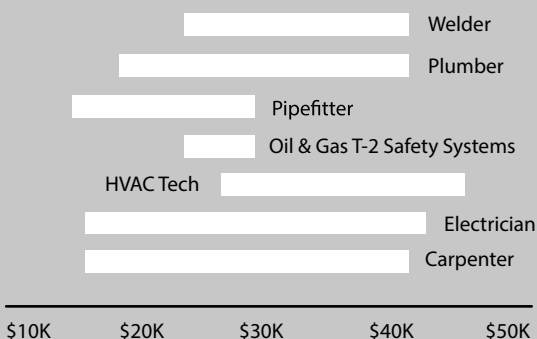 Welder
Plumber
Pipefitter
Oil & Gas T-2 Safety Systems
HVAC Tech
Electrician
Carpenter
$10K $20K $30K $40K $50K